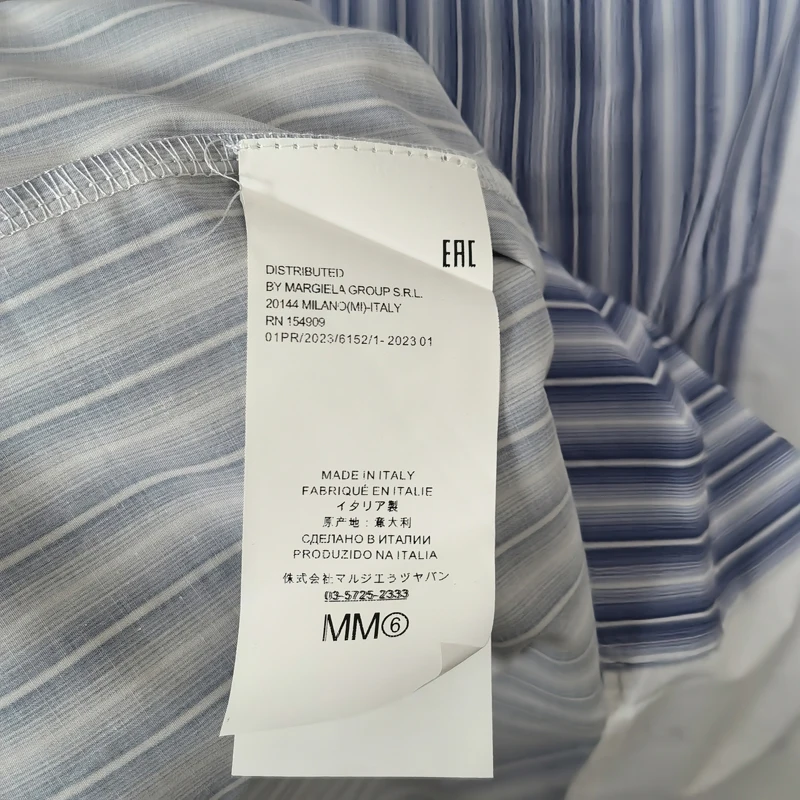 EAC
DISTRIBUTED
BY MARGIELA GROUP S.R.L.
20144 MILANO(MI)-ITALY
RN 154909
01PR/2023/6152/1- 2023 01
MADE IN ITALY
FABRIQUÉ EN ITALIE
イタリア製
原产地：意大利
СДЕЛАНО В ИТАЛИИ
PRODUZIDO NA ITALIA
株式会社マルジエラツヤパン
03-5725-2333
MM⑥